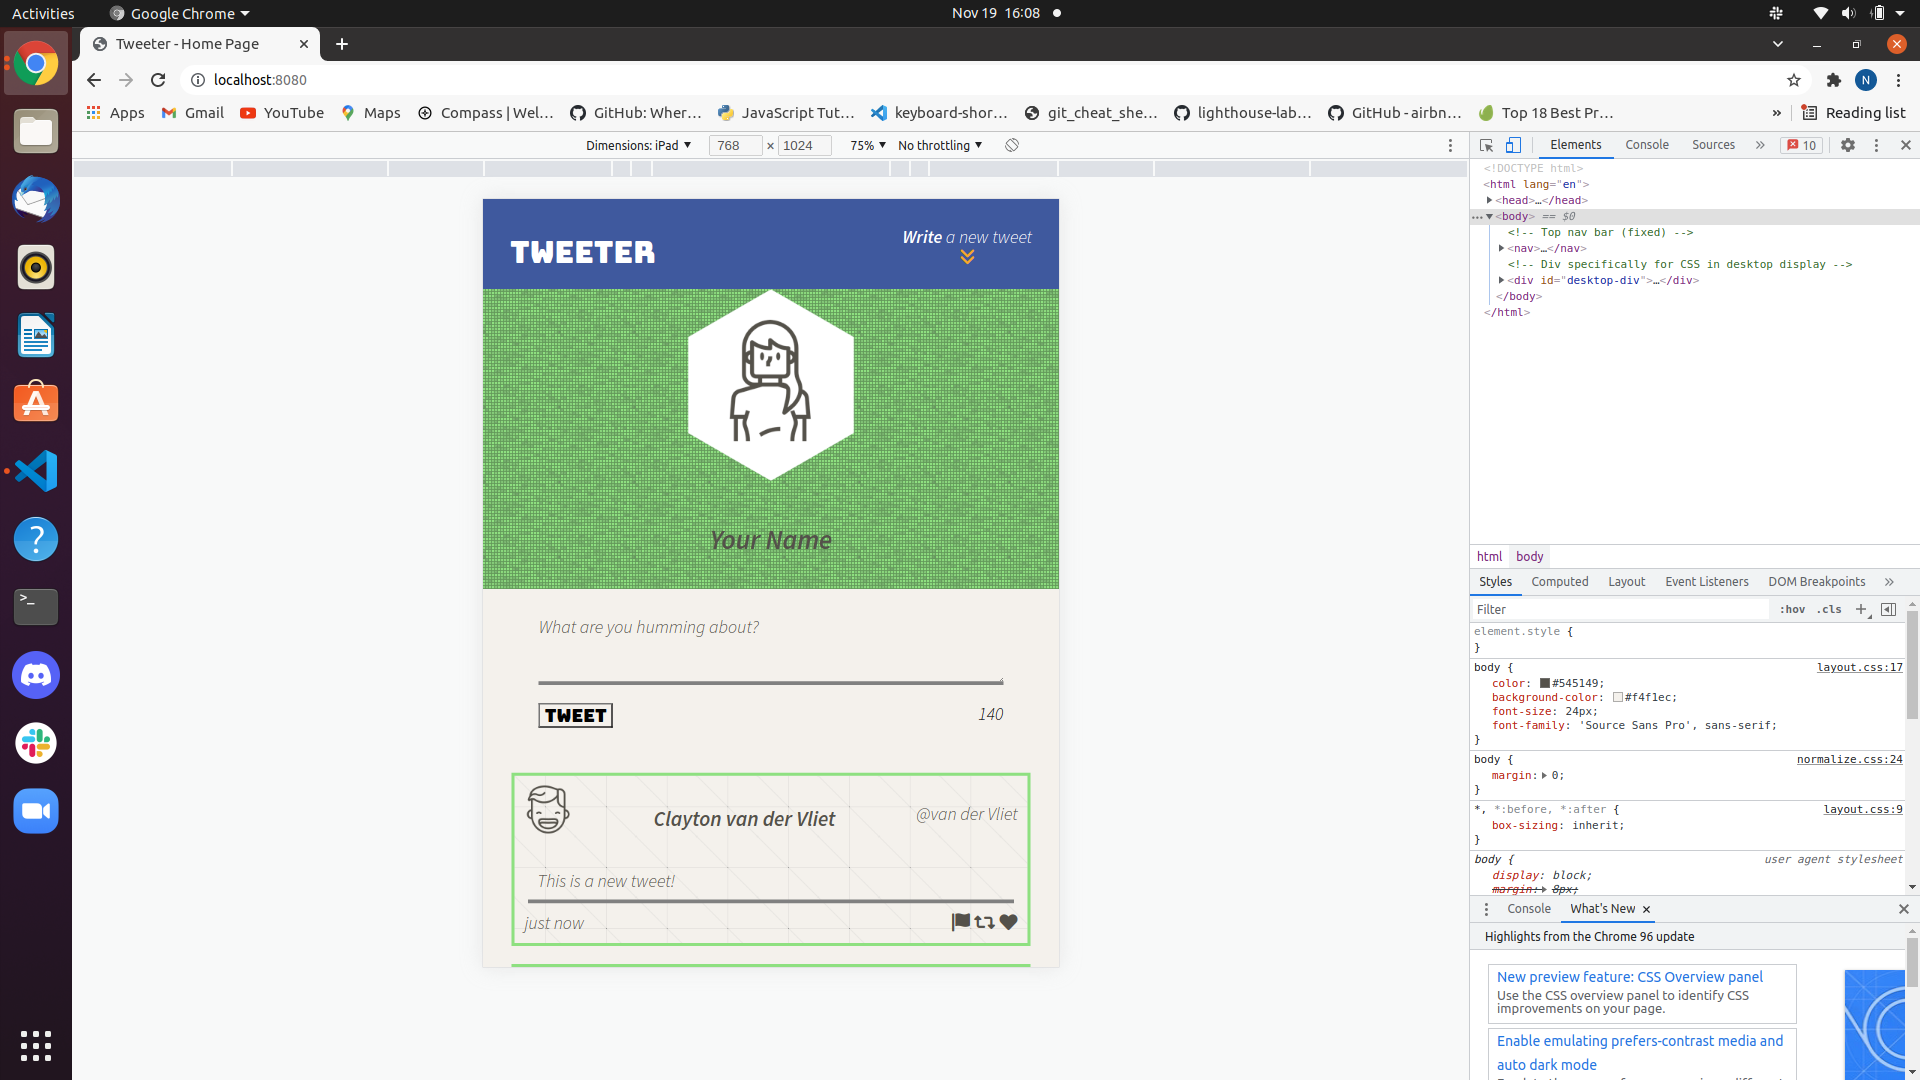 Activities
Google Chrome
Nov 19 16:08
Tweeter - Home Page
localhost:8080
N
Apps
Gmail
YouTube
Maps
Compass | Wel…
GitHub: Wher…
JavaScript Tut…
keyboard-shor…
git_cheat_she…
lighthouse-lab…
GitHub - airbn…
Top 18 Best Pr…
»
Reading list
Dimensions: iPad
768 × 1024
75%
No throttling
Elements
Console
Sources
»
10
TWEETER
Write a new tweet
Your Name
What are you humming about?
TWEET
140
Clayton van der Vliet
@van der Vliet
This is a new tweet!
just now
<!DOCTYPE html>
<html lang="en">
<head>…</head>
<body> == $0
<!-- Top nav bar (fixed) -->
<nav>…</nav>
<!-- Div specifically for CSS in desktop display -->
<div id="desktop-div">…</div>
</body>
</html>
html body
Styles
Computed
Layout
Event Listeners
DOM Breakpoints
»
Filter
:hov .cls +
element.style {
}
body {
layout.css:17
color: #545149;
background-color: #f4f1ec;
font-size: 24px;
font-family: 'Source Sans Pro', sans-serif;
}
body {
normalize.css:24
margin: 0;
}
*, *:before, *:after {
layout.css:9
box-sizing: inherit;
}
body {
user agent stylesheet
display: block;
margin: 8px;
Console
What's New
Highlights from the Chrome 96 update
New preview feature: CSS Overview panel
Use the CSS overview panel to identify CSS
improvements on your page.
Enable emulating prefers-contrast media and
auto dark mode